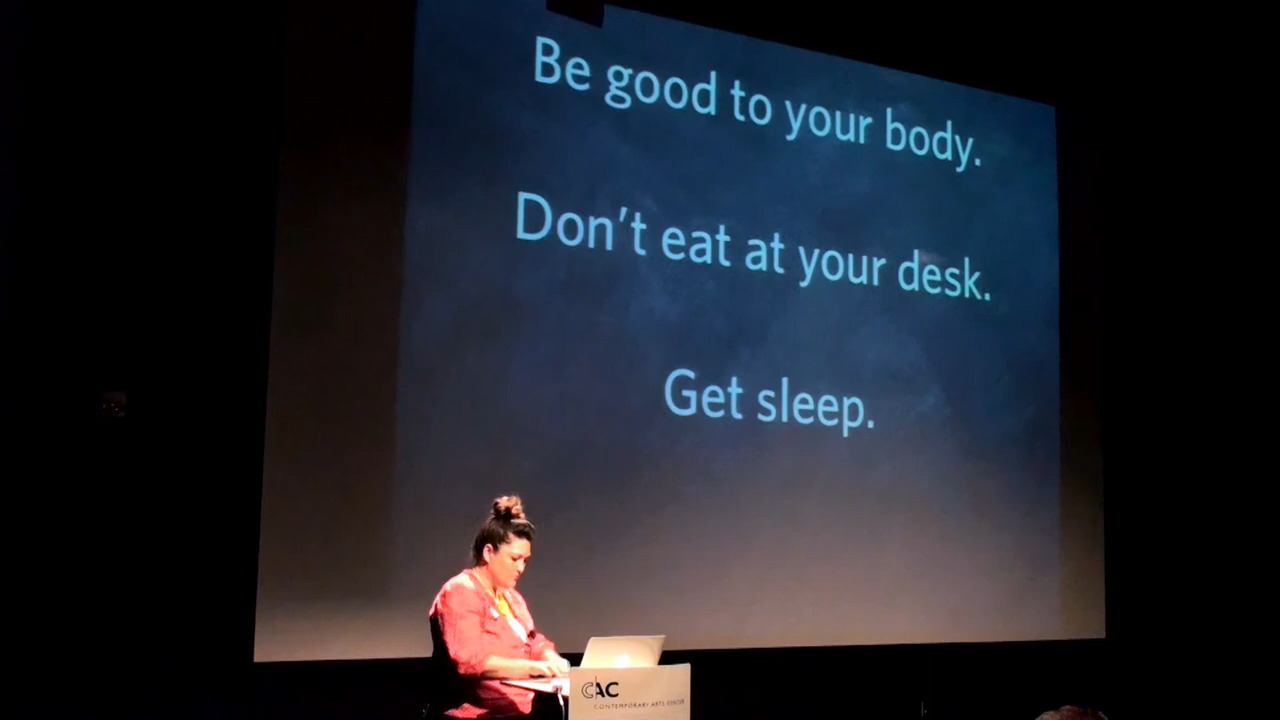 Be good to your body.
Don't eat at your desk.
Get sleep.
CAC
CONTEMPORARY ARTS CENTER